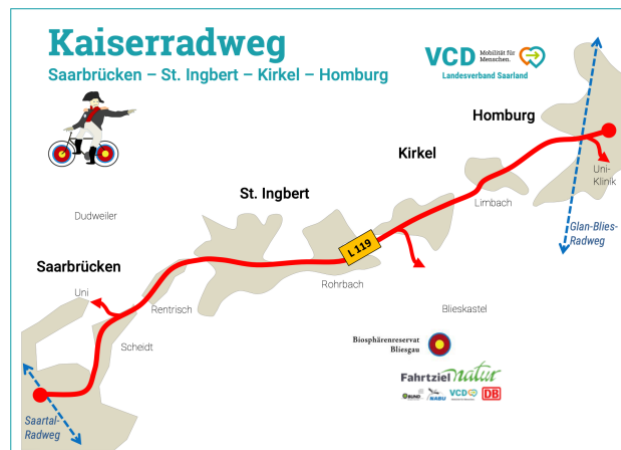 Kaiserradweg
Saarbrücken – St. Ingbert – Kirkel – Homburg
VCD Mobilität für Menschen.
Landesverband Saarland
Homburg
Kirkel
Uni-
Klinik
St. Ingbert
Limbach
Dudweiler
Glan-Blies-
Radweg
L 119
Saarbrücken
Rohrbach
Uni
Rentrisch
Blieskastel
Scheidt
Biosphärenreservat
Bliesgau
Fahrtziel natur
BUND NABU VCD DB
Saartal-
Radweg